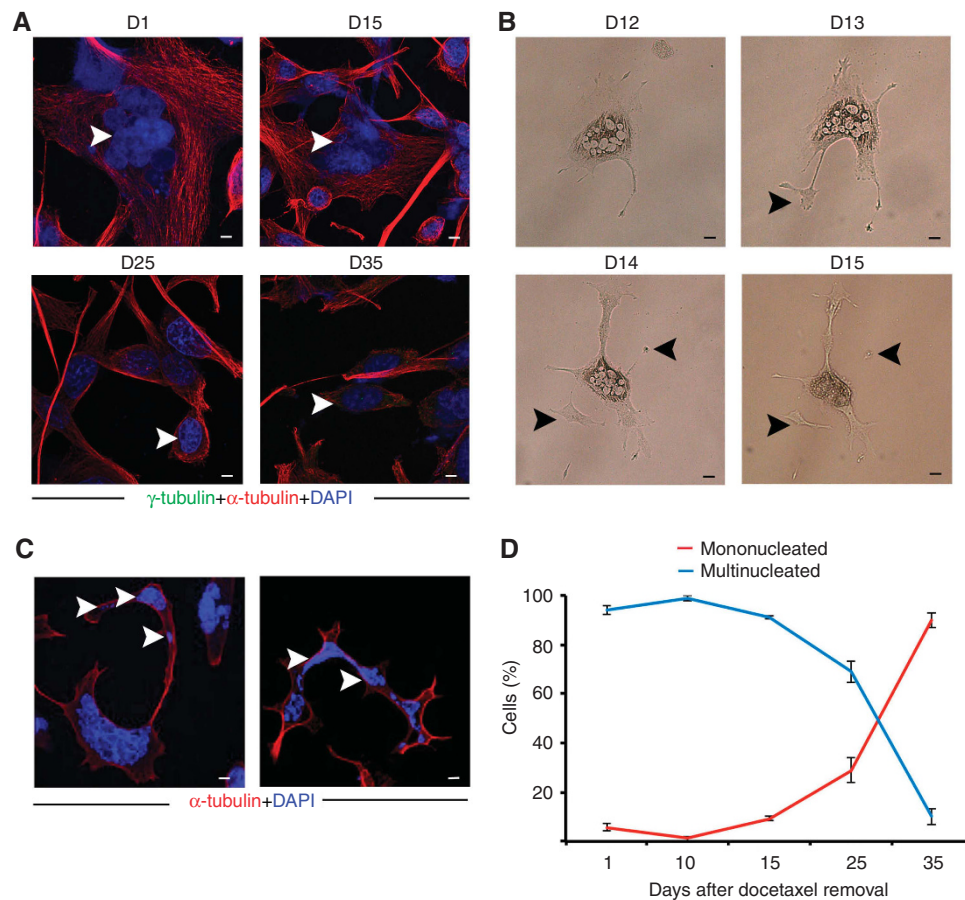 A
D1
D15
D25
D35
γ-tubulin+α-tubulin+DAPI
B
D12
D13
D14
D15
C
α-tubulin+DAPI
D
Mononucleated
Multinucleated
Cells (%)
100
80
60
40
20
1 10 15 25 35
Days after docetaxel removal